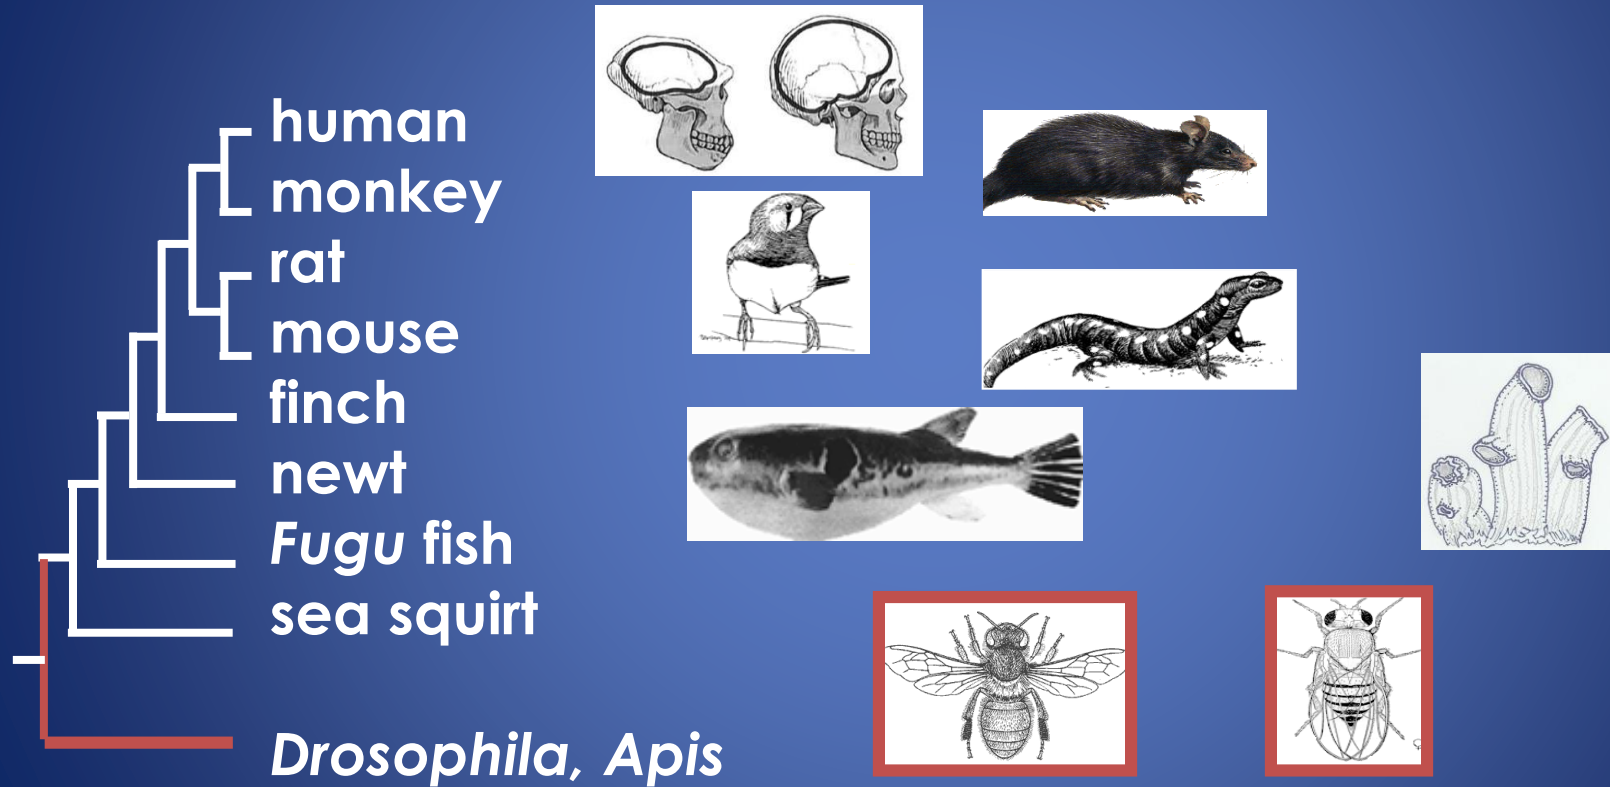 human
monkey
rat
mouse
finch
newt
Fugu fish
sea squirt
Drosophila, Apis